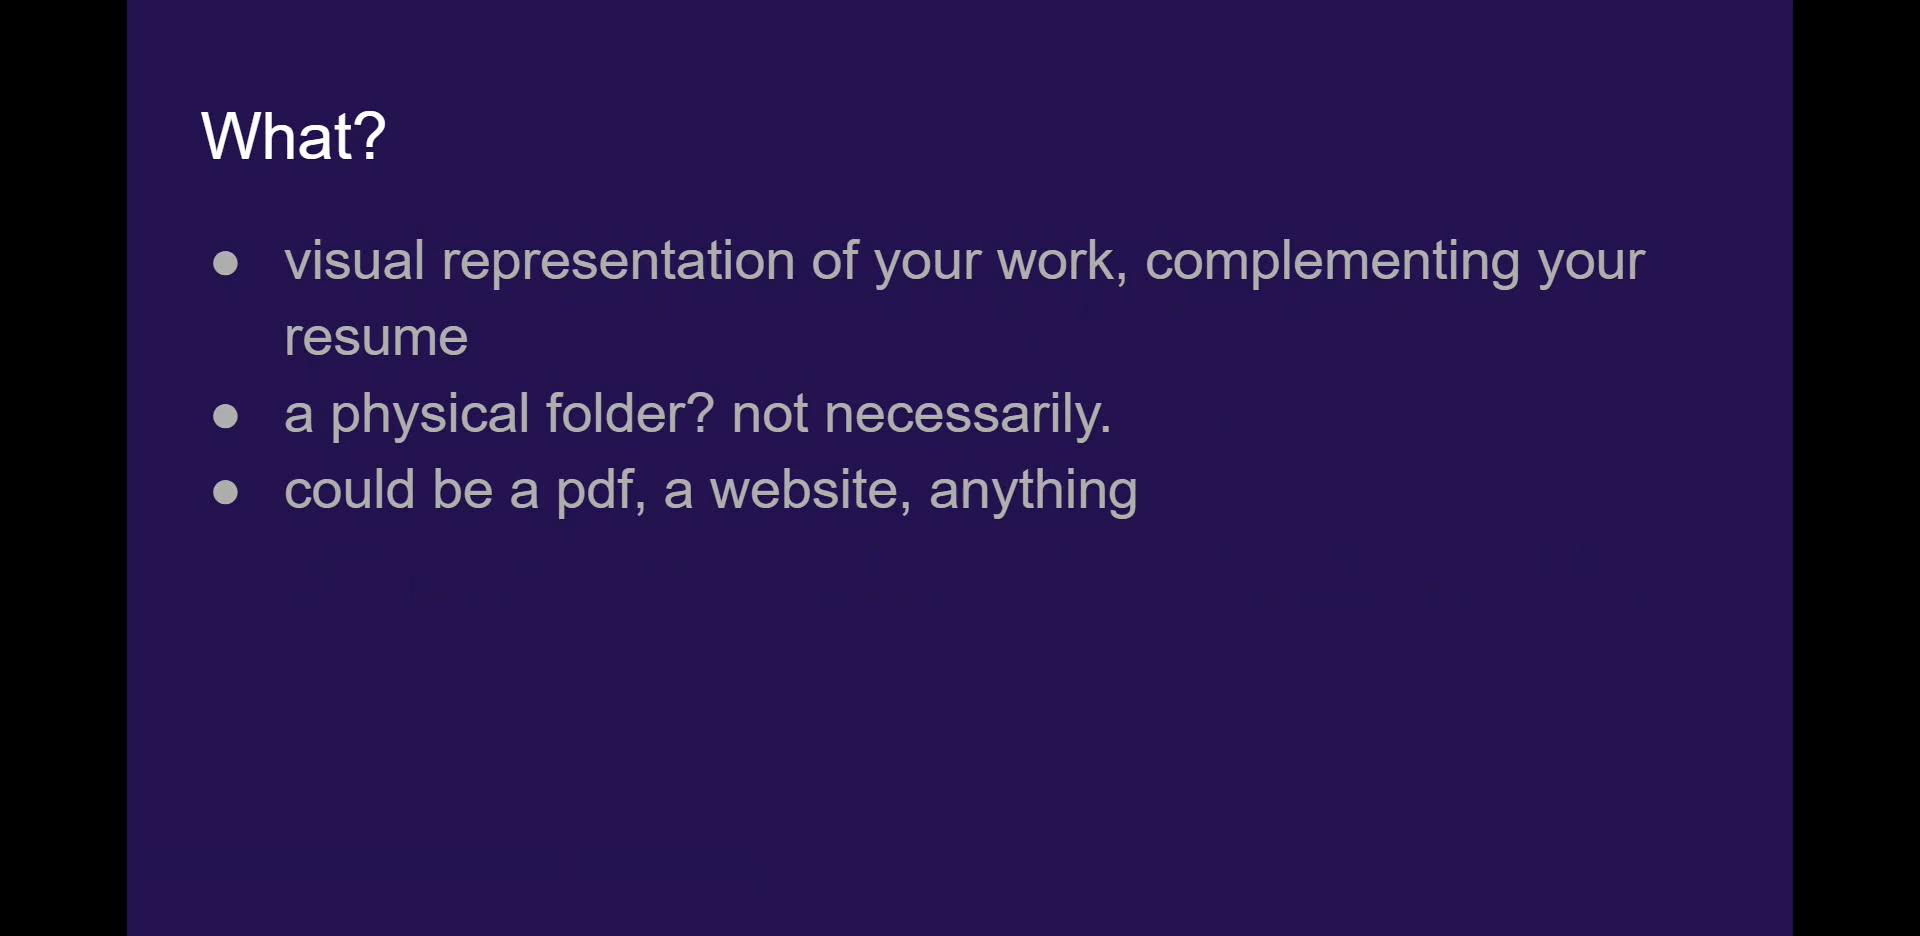 What?
● visual representation of your work, complementing your
resume
● a physical folder? not necessarily.
● could be a pdf, a website, anything